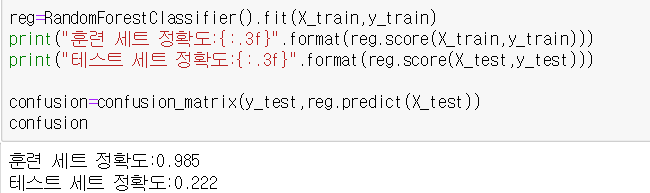 reg=RandomForestClassifier().fit(X_train,y_train)
print("훈련 세트 정확도:{:.3f}".format(reg.score(X_train,y_train)))
print("테스트 세트 정확도:{:.3f}".format(reg.score(X_test,y_test)))
confusion=confusion_matrix(y_test,reg.predict(X_test))
confusion
훈련 세트 정확도:0.985
테스트 세트 정확도:0.222